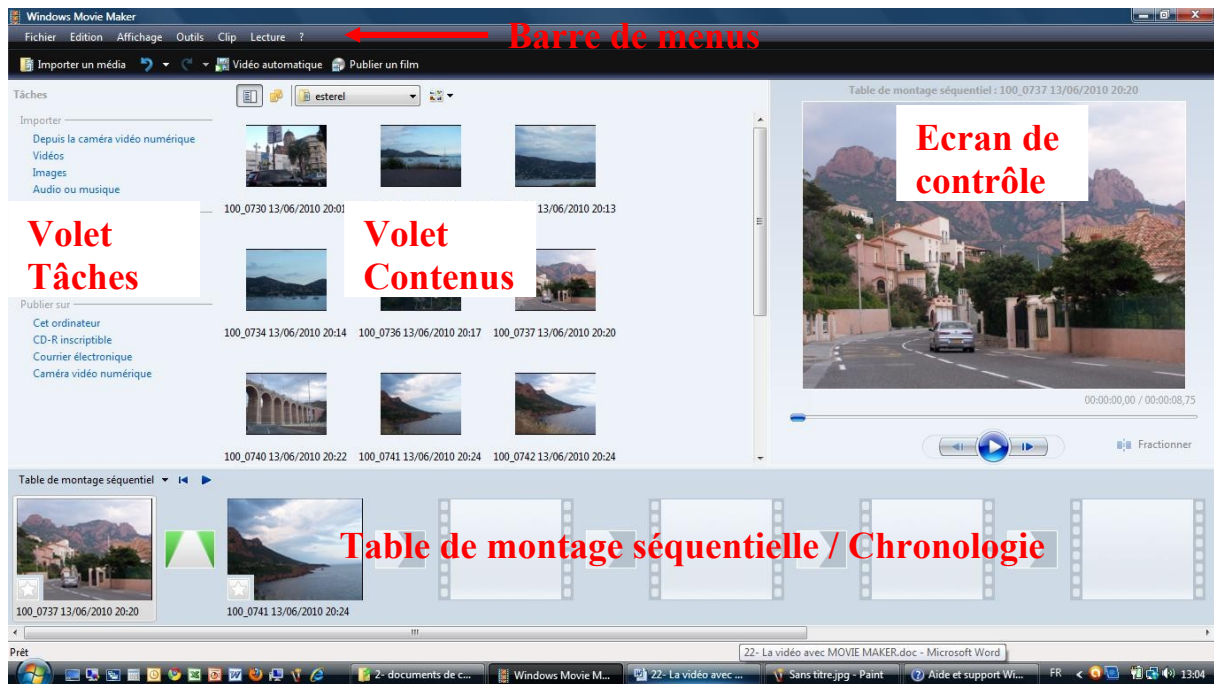 Windows Movie Maker
Fichier Edition Affichage Outils Clip Lecture ?
Barre de menus
Importer un média Vidéo automatique Publier un film
Tâches
esterel
Importer
Depuis la caméra vidéo numérique
Vidéos
Images
Audio ou musique
Volet
Tâches
Publier sur
Cet ordinateur
CD-R inscriptible
Courrier électronique
Caméra vidéo numérique
100_0730 13/06/2010 20:01
13/06/2010 20:13
Volet
Contenus
100_0734 13/06/2010 20:14 100_0736 13/06/2010 20:17 100_0737 13/06/2010 20:20
100_0740 13/06/2010 20:22 100_0741 13/06/2010 20:24 100_0742 13/06/2010 20:24
Table de montage séquentiel : 100_0737 13/06/2010 20:20
Ecran de
contrôle
00:00:00,00 / 00:00:08,75
Fractionner
Table de montage séquentiel
Table de montage séquentielle / Chronologie
100_0737 13/06/2010 20:20
100_0741 13/06/2010 20:24
Prêt
22- La vidéo avec MOVIE MAKER.doc - Microsoft Word
2- documents de c... Windows Movie M... 22- La vidéo avec ... Sans titre.jpg - Paint Aide et support Wi... FR 13:04